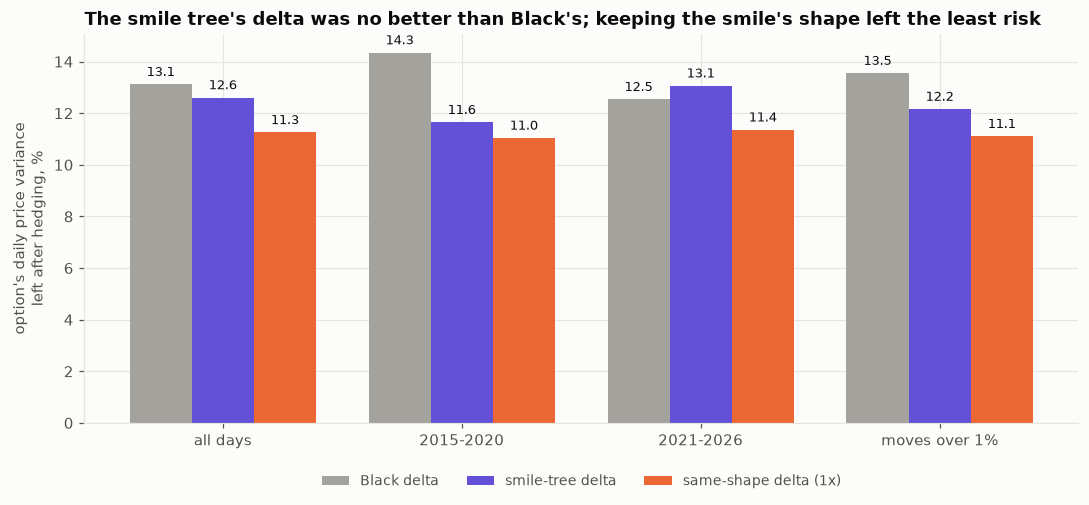 The smile tree's delta was no better than Black's; keeping the smile's shape left the least risk
option's daily price variance
left after hedging, %
14
12
10
8
6
4
2
0
13.1
12.6
11.3
14.3
11.6
11.0
12.5
13.1
11.4
13.5
12.2
11.1
all days
2015-2020
2021-2026
moves over 1%
Black delta
smile-tree delta
same-shape delta (1x)